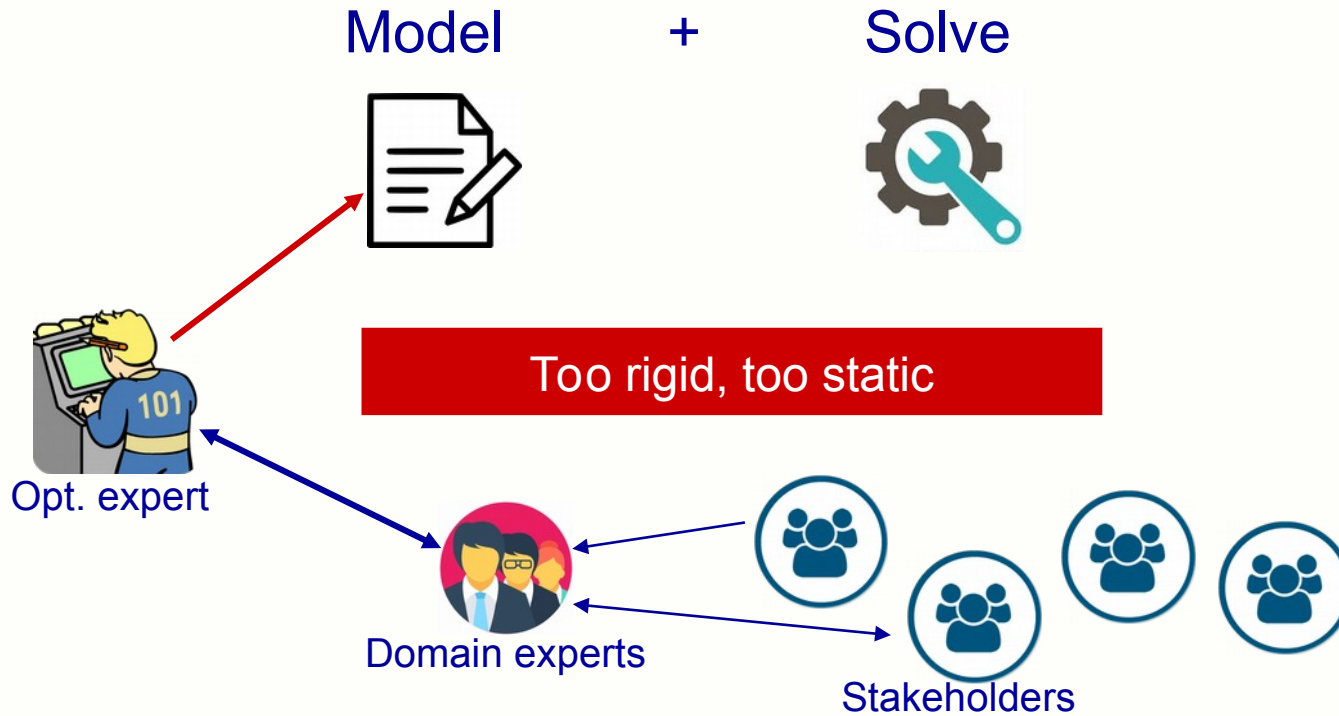 Model + Solve
Too rigid, too static
101
Opt. expert
Domain experts
Stakeholders